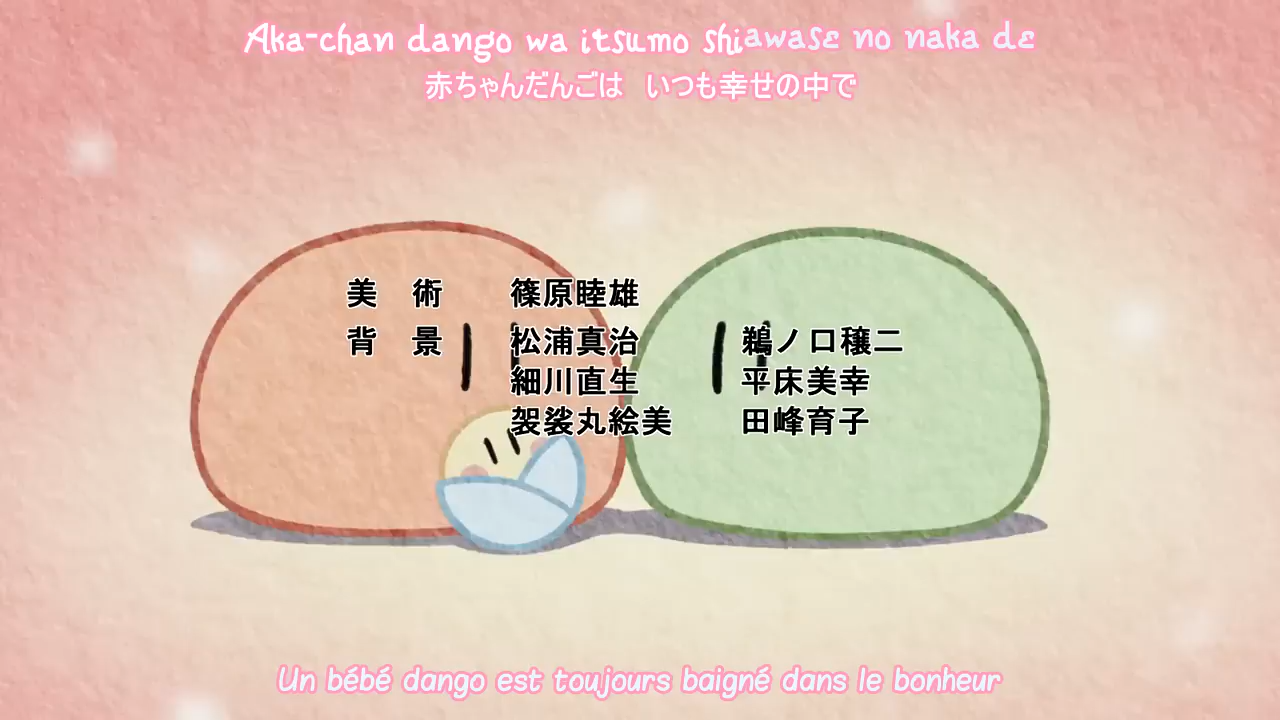 Aka-chan dango wa itsumo shiawase no naka de
赤ちゃんだんごは　いつも幸せの中で
美　術　篠原睦雄
背　景　松浦真治　鵜ノ口穣二
細川直生　平床美幸
袈裟丸絵美　田峰育子
Un bébé dango est toujours baigné dans le bonheur